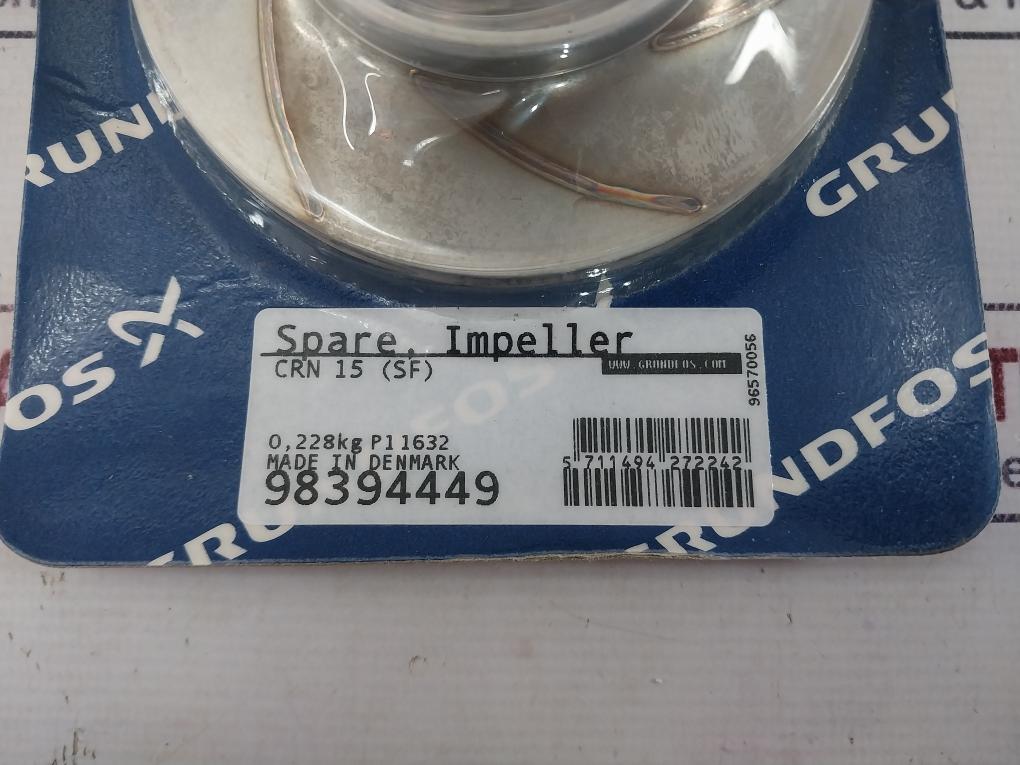 GRUNDFOS
GRUNDFOS
Spare, Impeller
CRN 15 (SF)
WWW.GRUNDFOS.COM
96570056
0,228kg P11632
MADE IN DENMARK
98394449
5 711494 272242